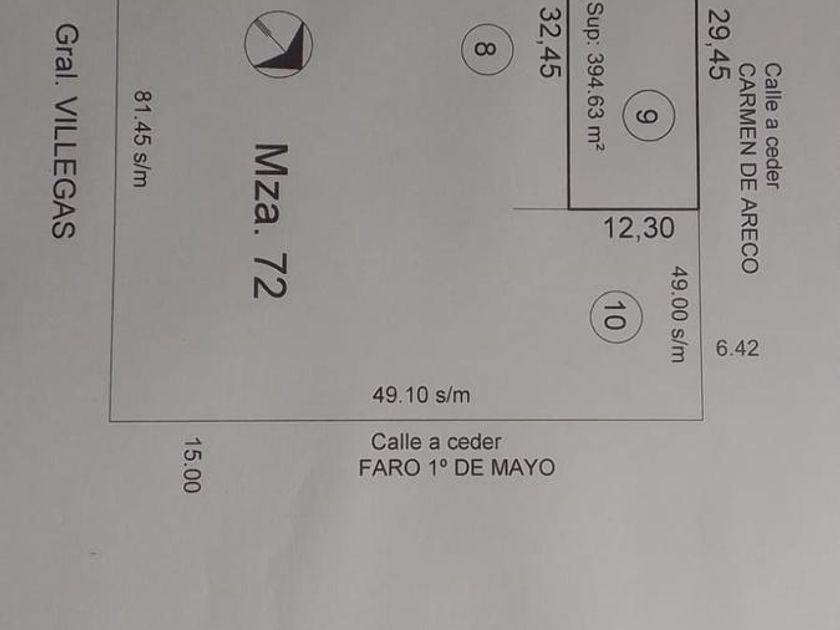 Calle a ceder
CARMEN DE ARECO
29,45
6.42
49.00 s/m
9
Sup: 394.63 m²
12,30
10
32,45
8
Mza. 72
81.45 s/m
Gral. VILLEGAS
49.10 s/m
Calle a ceder
FARO 1º DE MAYO
15.00